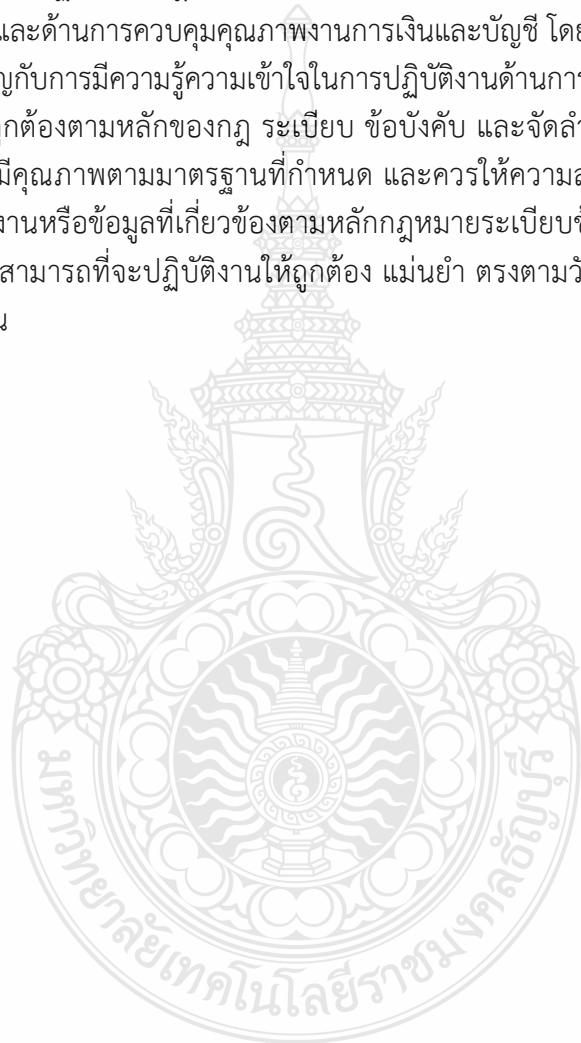 และด้านการควบคุมคุณภาพงานการเงินและบัญชี โดย
ญกับการมีความรู้ความเข้าใจในการปฏิบัติงานด้านการ
ูกต้องตามหลักของกฎ ระเบียบ ข้อบังคับ และจัดลำ
มีคุณภาพตามมาตรฐานที่กำหนด และควรให้ความส
งานหรือข้อมูลที่เกี่ยวข้องตามหลักกฎหมายระเบียบข้
สามารถที่จะปฏิบัติงานให้ถูกต้อง แม่นยำ ตรงตามวั
น
มหาวิทยาลัยเทคโนโลยีราชมงคลธัญบุรี